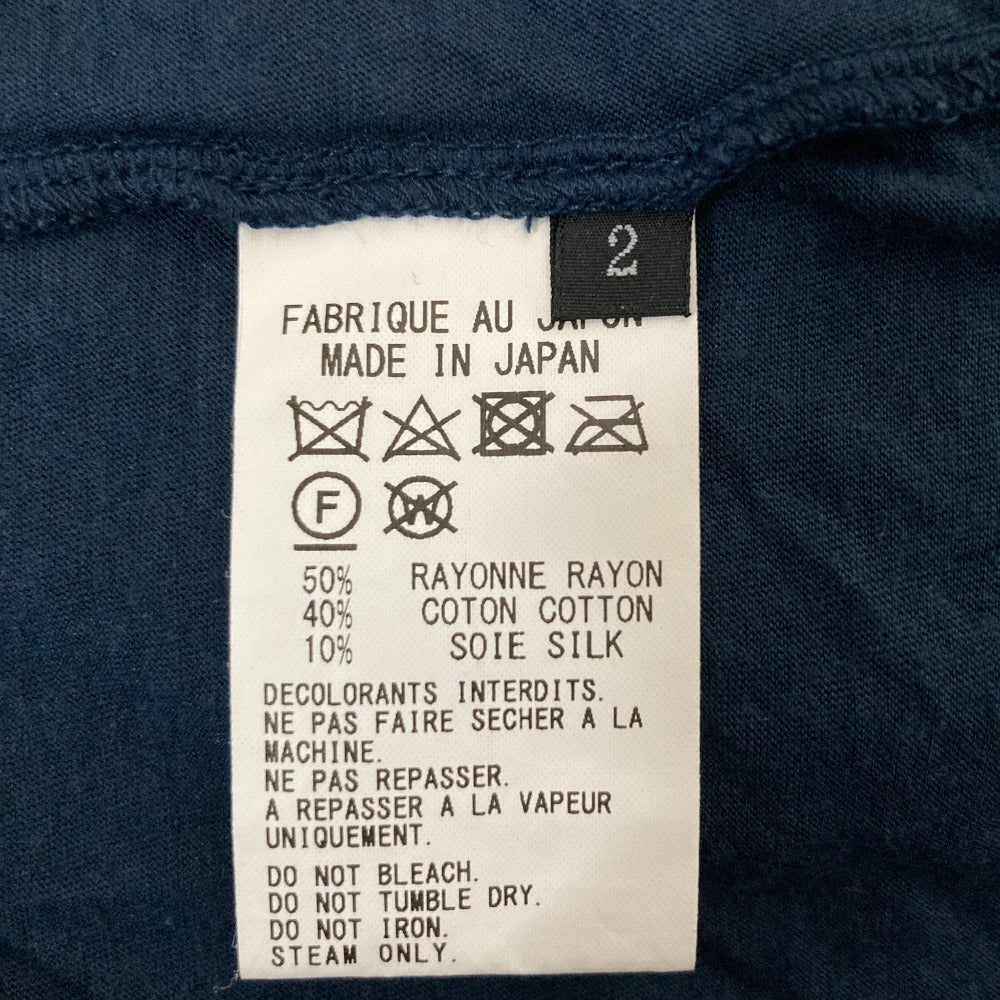 2
FABRIQUE AU JAPON
MADE IN JAPAN
F W
50% RAYONNE RAYON
40% COTON COTTON
10% SOIE SILK
DECOLORANTS INTERDITS.
NE PAS FAIRE SECHER A LA
MACHINE.
NE PAS REPASSER.
A REPASSER A LA VAPEUR
UNIQUEMENT.
DO NOT BLEACH.
DO NOT TUMBLE DRY.
DO NOT IRON.
STEAM ONLY.